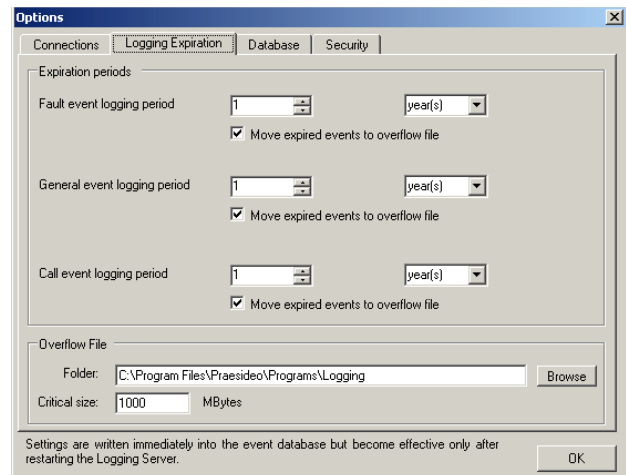 Options
Connections Logging Expiration Database Security
Expiration periods
Fault event logging period 1 year(s)
Move expired events to overflow file
General event logging period 1 year(s)
Move expired events to overflow file
Call event logging period 1 year(s)
Move expired events to overflow file
Overflow File
Folder: C:\Program Files\Praesideo\Programs\Logging Browse
Critical size: 1000 MBytes
Settings are written immediately into the event database but become effective only after
restarting the Logging Server. OK